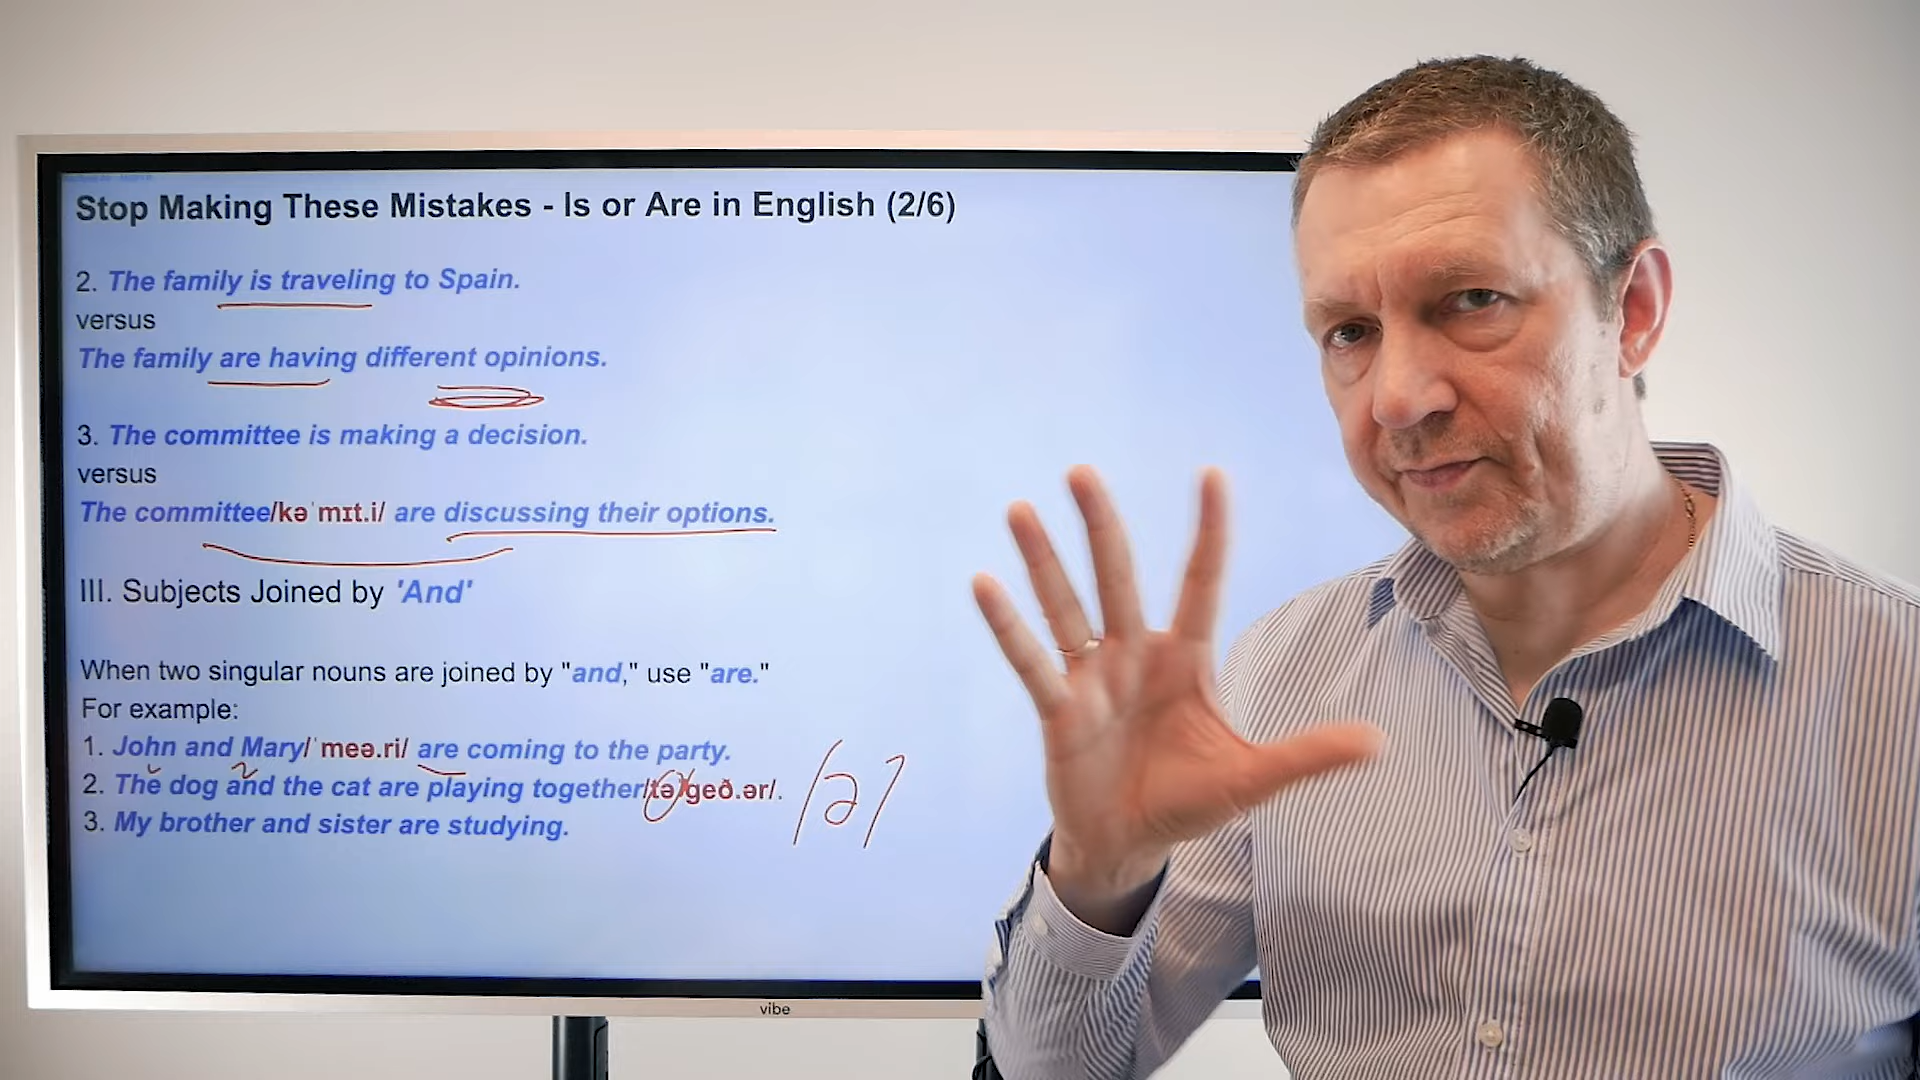 Stop Making These Mistakes - Is or Are in English (2/6)
2. The family is traveling to Spain.
versus
The family are having different opinions.
3. The committee is making a decision.
versus
The committee/kəˈmɪt.i/ are discussing their options.
III. Subjects Joined by 'And'
When two singular nouns are joined by "and," use "are."
For example:
1. John and Mary/ˈmeə.ri/ are coming to the party.
2. The dog and the cat are playing together/təˈgeð.ər/.
/ə/
3. My brother and sister are studying.
vibe